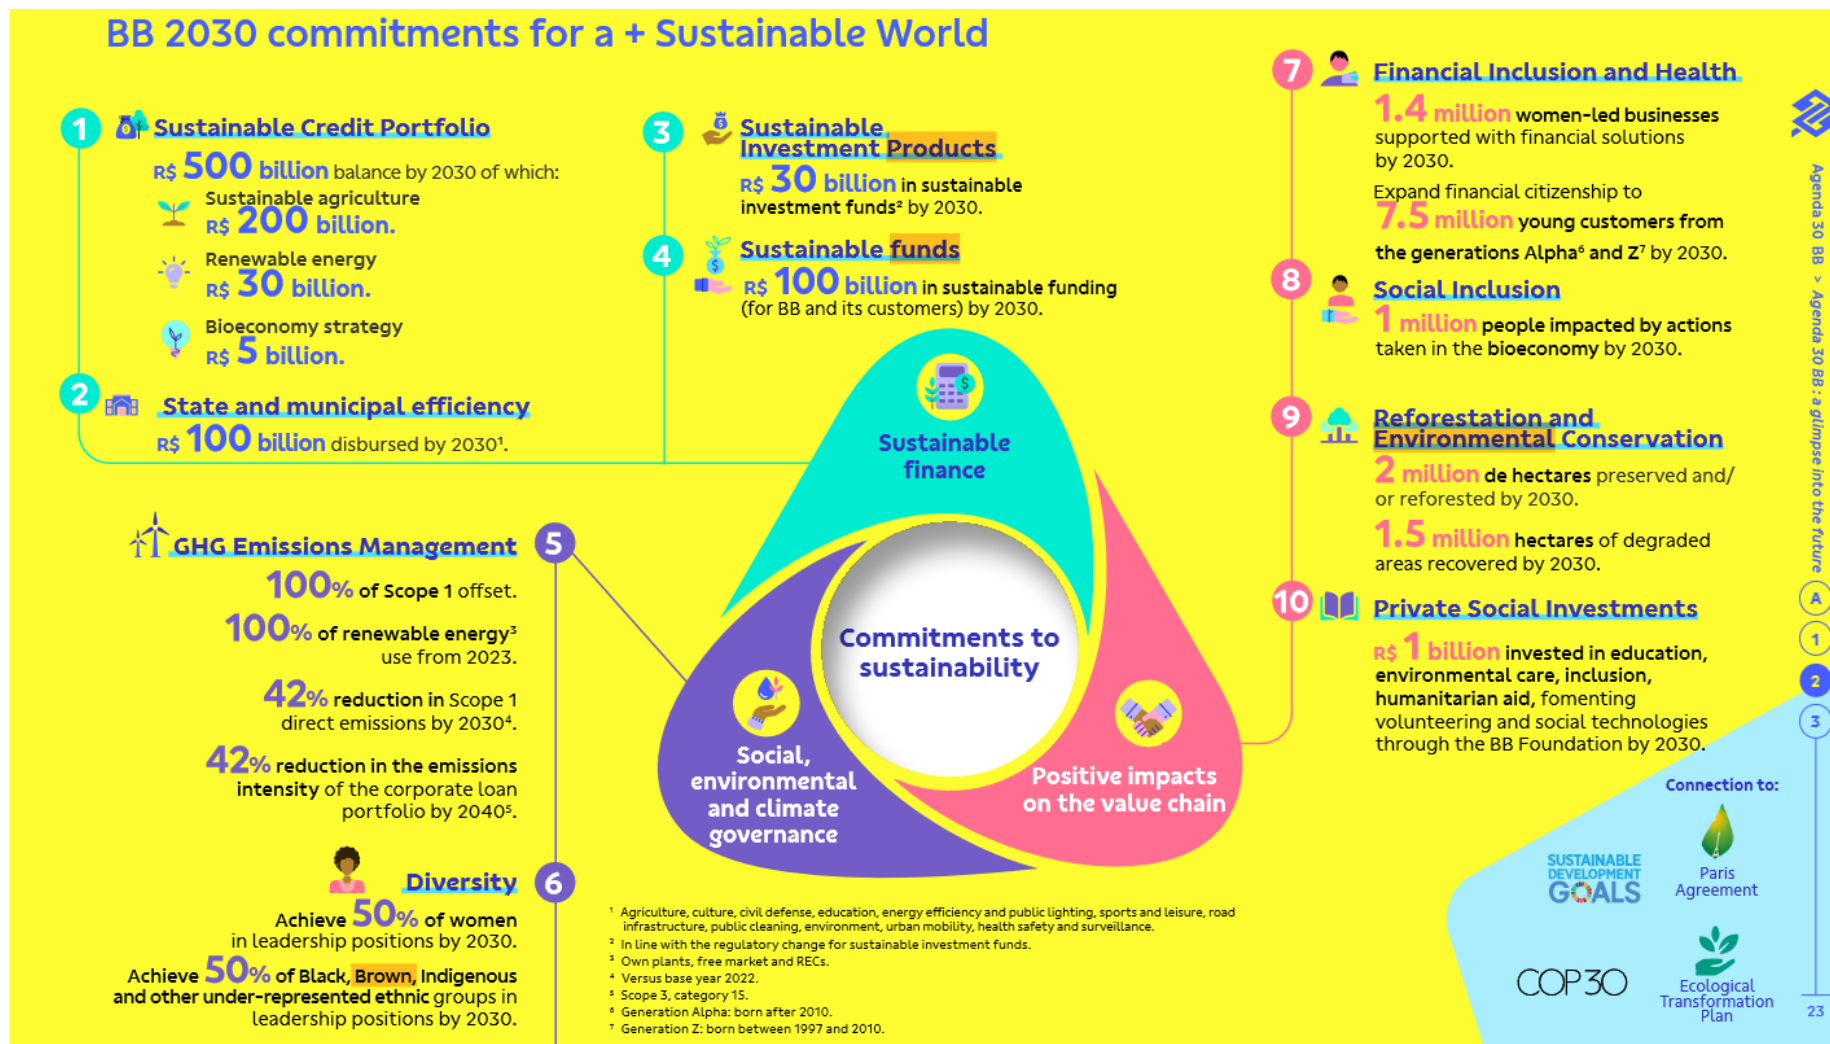 BB 2030 commitments for a + Sustainable World
1
Sustainable Credit Portfolio
R$ 500 billion balance by 2030 of which:
Sustainable agriculture
R$ 200 billion.
Renewable energy
R$ 30 billion.
Bioeconomy strategy
R$ 5 billion.
2
State and municipal efficiency
R$ 100 billion disbursed by 2030¹.
3
Sustainable
Investment Products
R$ 30 billion in sustainable
investment funds² by 2030.
4
Sustainable funds
R$ 100 billion in sustainable funding
(for BB and its customers) by 2030.
Sustainable
finance
Commitments to
sustainability
Social,
environmental
and climate
governance
Positive impacts
on the value chain
5
GHG Emissions Management
100% of Scope 1 offset.
100% of renewable energy³
use from 2023.
42% reduction in Scope 1
direct emissions by 2030⁴.
42% reduction in the emissions
intensity of the corporate loan
portfolio by 2040⁵.
6
Diversity
Achieve 50% of women
in leadership positions by 2030.
Achieve 50% of Black, Brown, Indigenous
and other under-represented ethnic groups in
leadership positions by 2030.
7
Financial Inclusion and Health
1.4 million women-led businesses
supported with financial solutions
by 2030.
Expand financial citizenship to
7.5 million young customers from
the generations Alpha⁶ and Z⁷ by 2030.
8
Social Inclusion
1 million people impacted by actions
taken in the bioeconomy by 2030.
9
Reforestation and
Environmental Conservation
2 million de hectares preserved and/
or reforested by 2030.
1.5 million hectares of degraded
areas recovered by 2030.
10
Private Social Investments
R$ 1 billion invested in education,
environmental care, inclusion,
humanitarian aid, fomenting
volunteering and social technologies
through the BB Foundation by 2030.
¹ Agriculture, culture, civil defense, education, energy efficiency and public lighting, sports and leisure, road
infrastructure, public cleaning, environment, urban mobility, health safety and surveillance.
² In line with the regulatory change for sustainable investment funds.
³ Own plants, free market and RECs.
⁴ Versus base year 2022.
⁵ Scope 3, category 15.
⁶ Generation Alpha: born after 2010.
⁷ Generation Z: born between 1997 and 2010.
Connection to:
SUSTAINABLE
DEVELOPMENT
GOALS
Paris
Agreement
COP30
Ecological
Transformation
Plan
Agenda 30 BB > Agenda 30 BB: a glimpse into the future
A
1
2
3
23